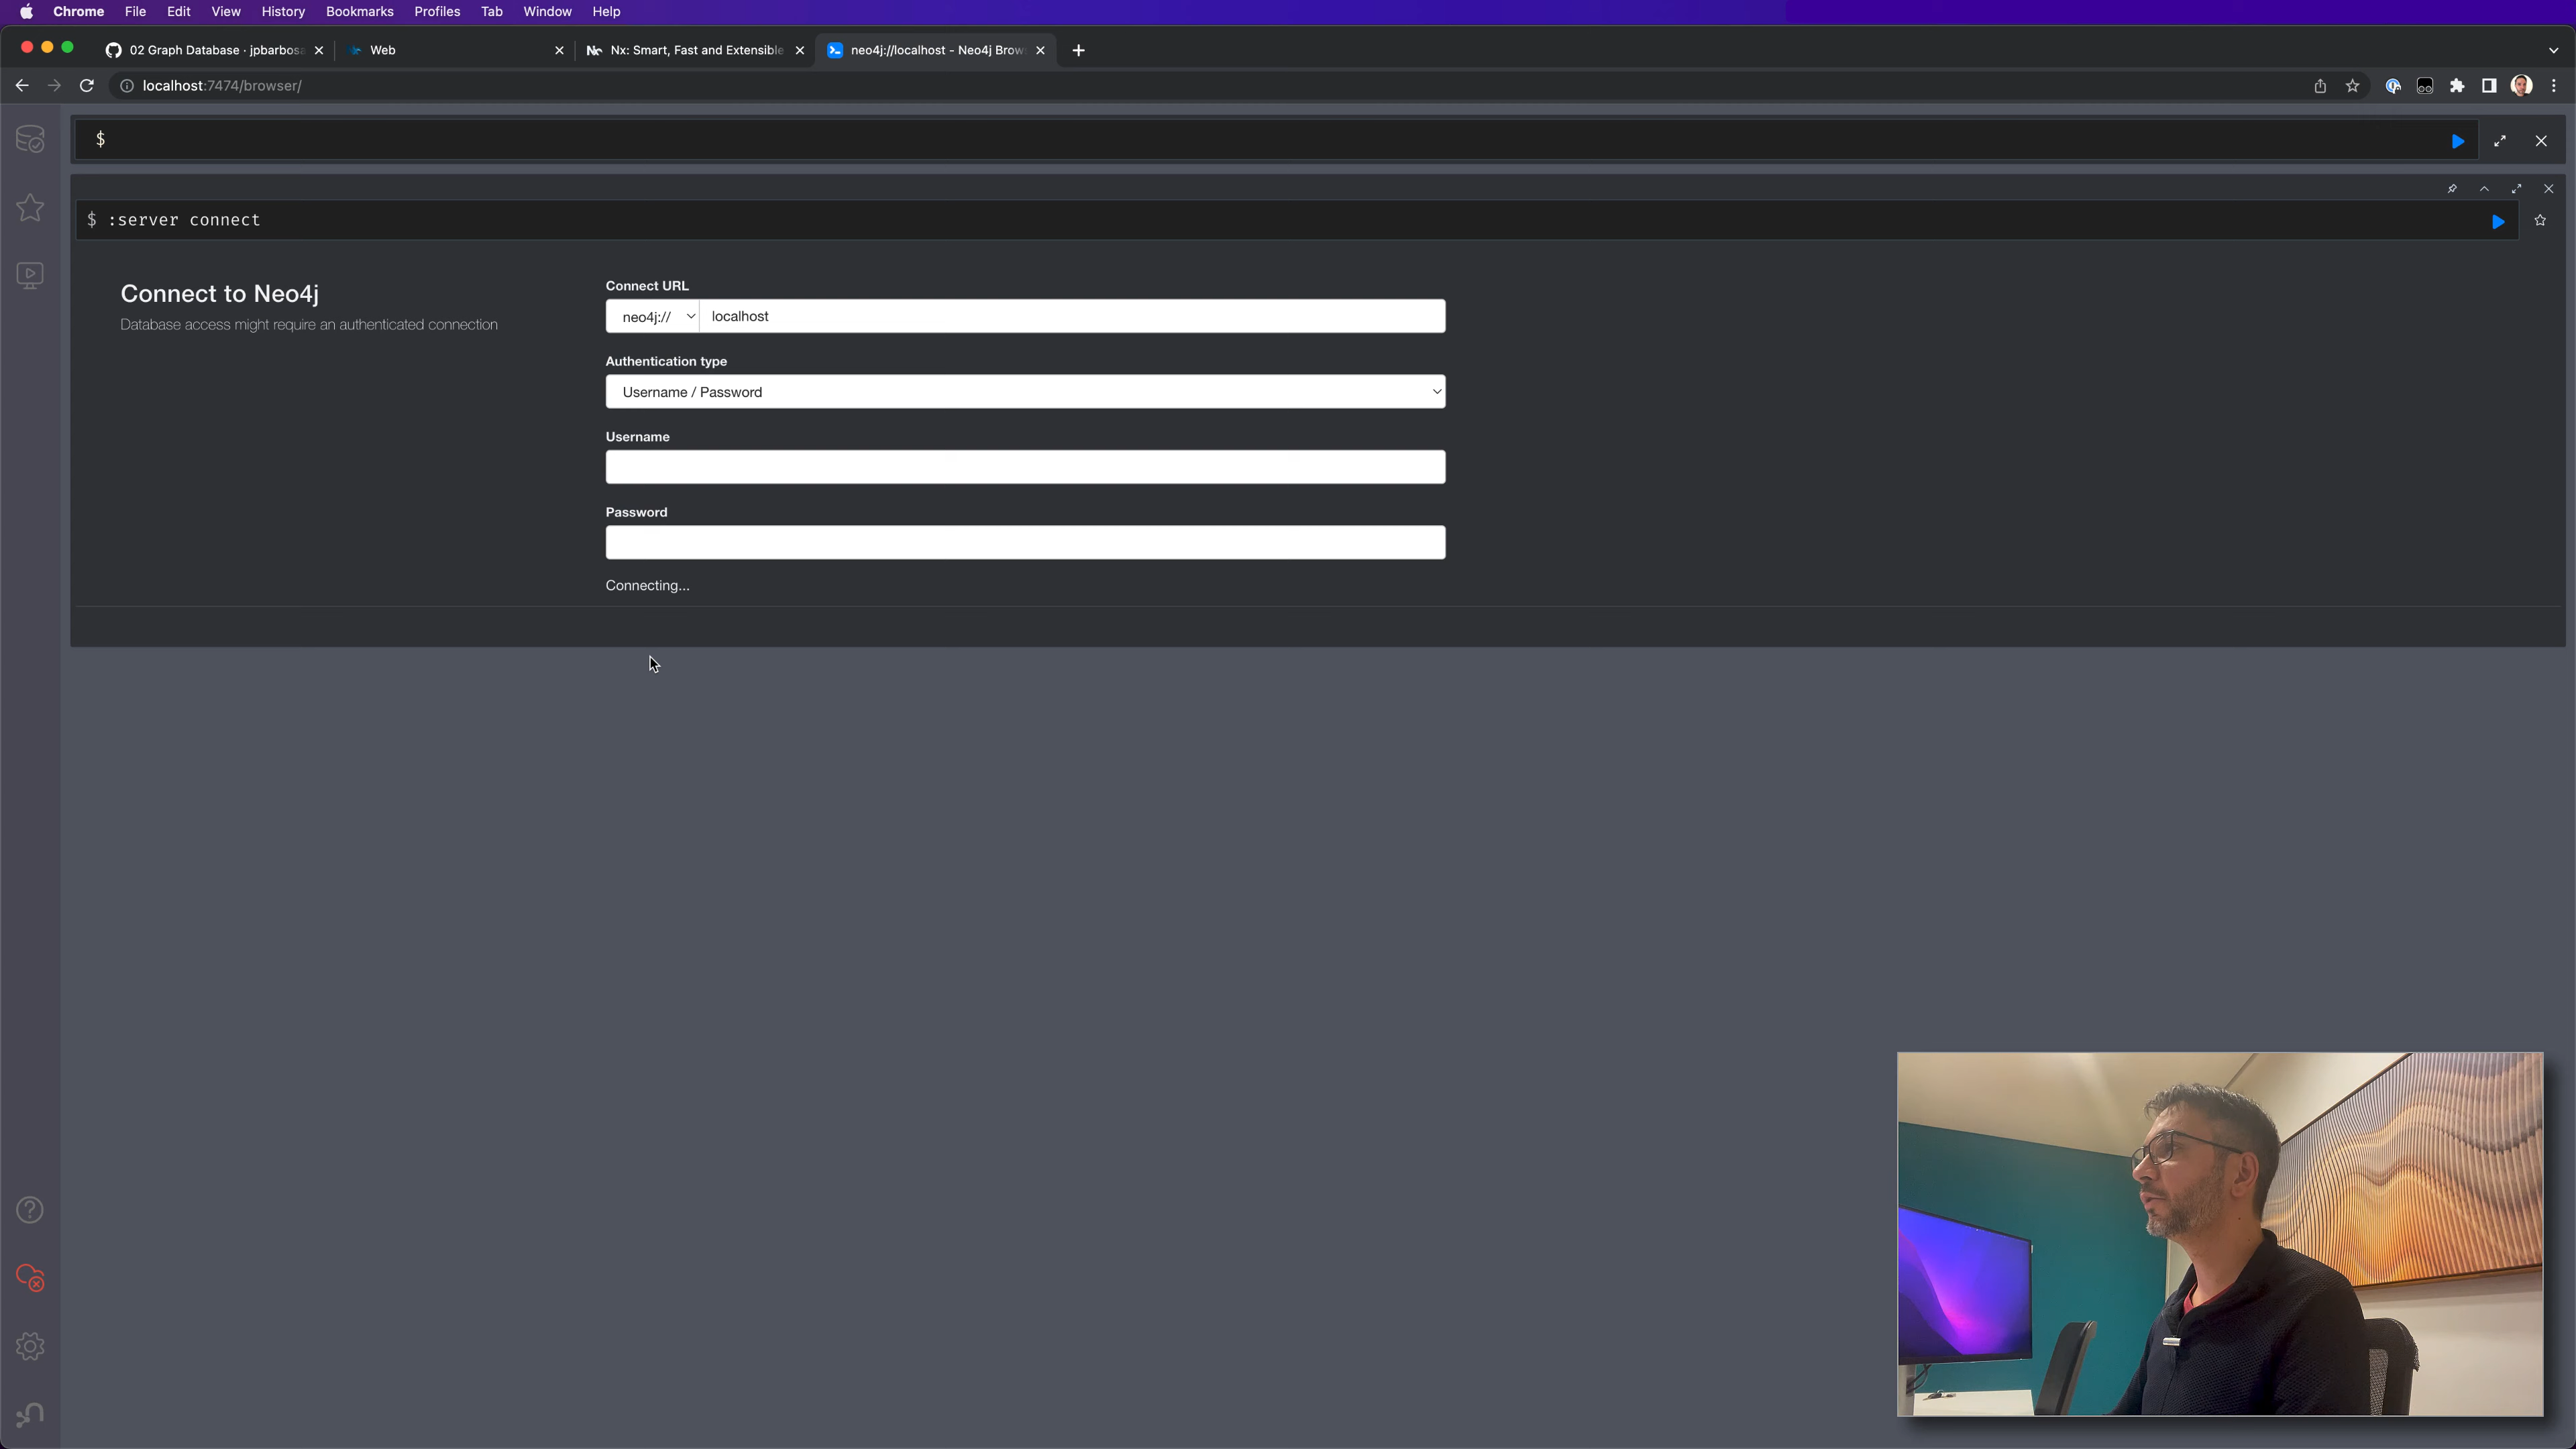 Chrome File Edit View History Bookmarks Profiles Tab Window Help
02 Graph Database · jpbarbosa
Web
Nx: Smart, Fast and Extensible
neo4j://localhost - Neo4j Brow
localhost:7474/browser/
$
$ :server connect
Connect to Neo4j
Database access might require an authenticated connection
Connect URL
neo4j:// localhost
Authentication type
Username / Password
Username
Password
Connecting...